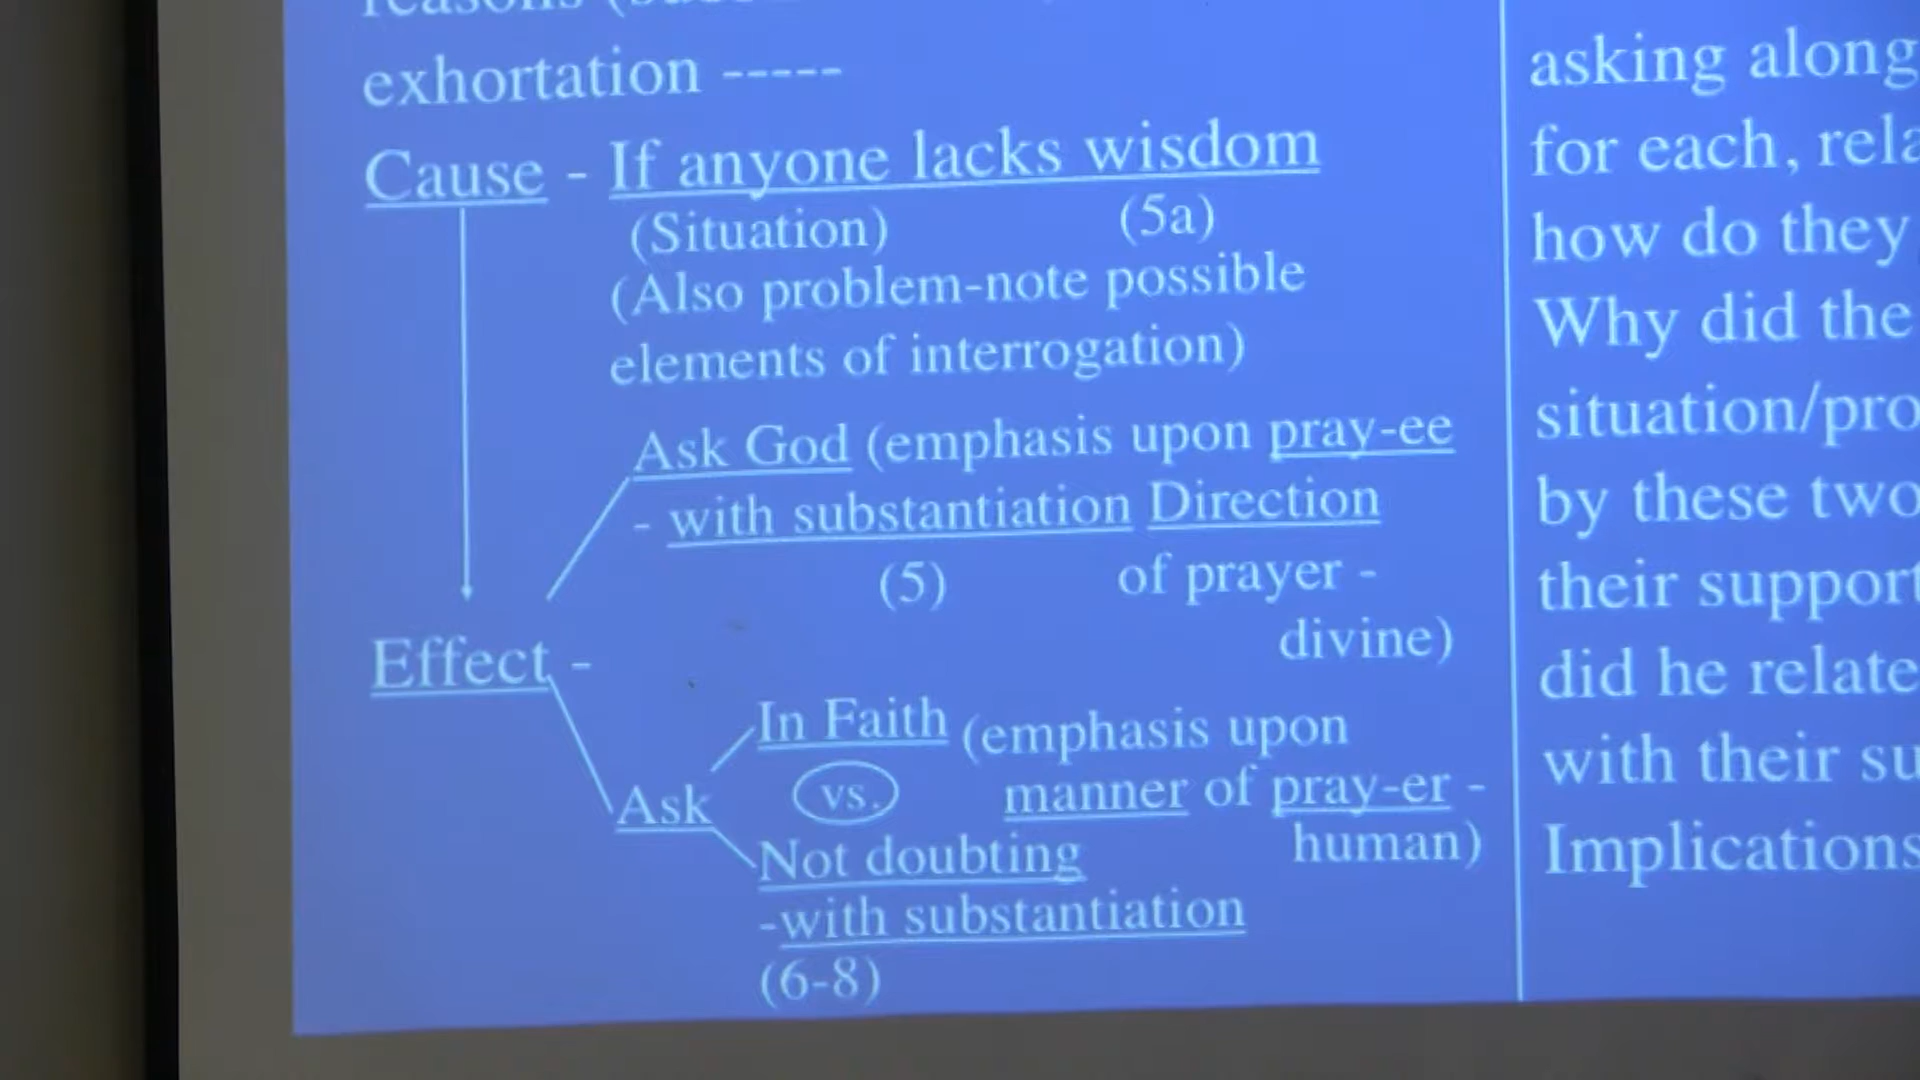 reasons
exhortation -----
Cause - If anyone lacks wisdom
(Situation) (5a)
(Also problem-note possible
elements of interrogation)
Ask God (emphasis upon pray-ee
- with substantiation Direction
(5) of prayer -
divine)
Effect -
In Faith (emphasis upon
vs. manner of pray-er -
Ask
Not doubting human)
-with substantiation
(6-8)
asking along
for each, rela
how do they
Why did the
situation/pro
by these two
their support
did he relate
with their su
Implications